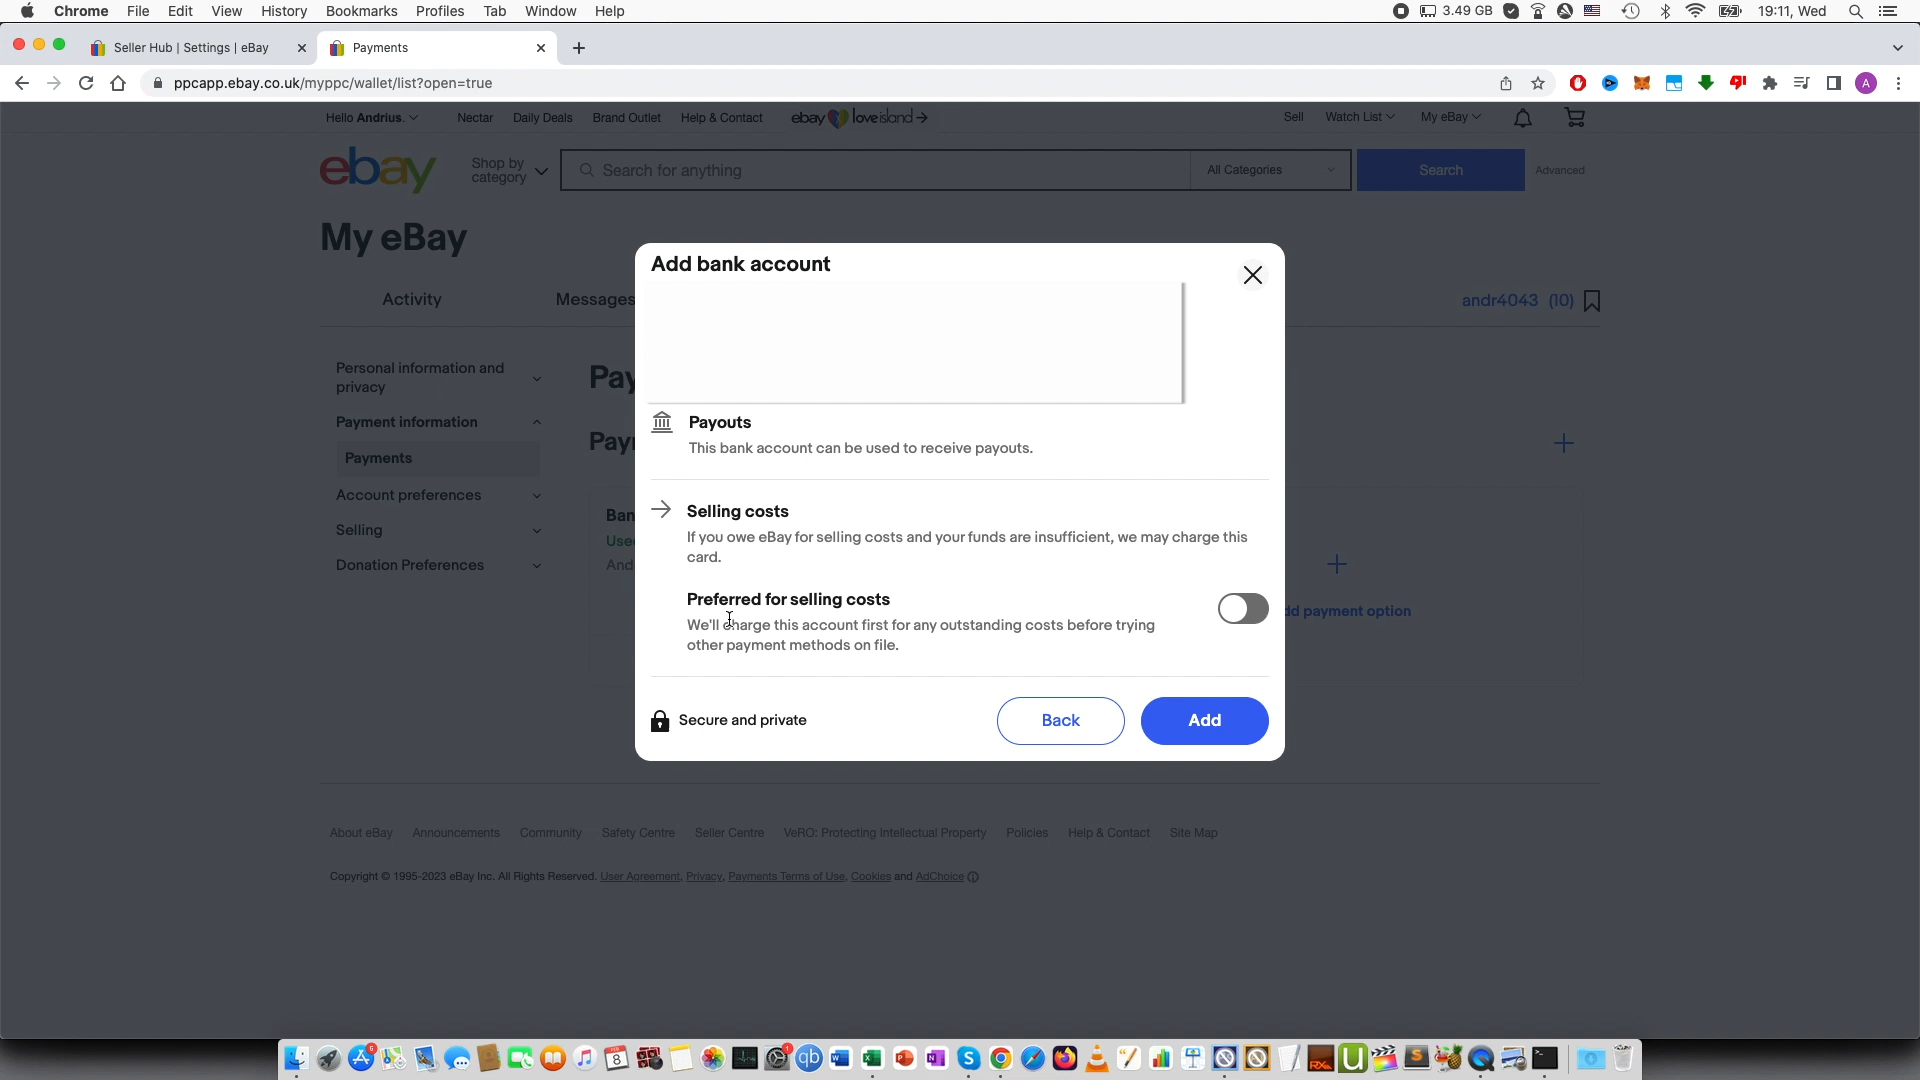 Chrome File Edit View History Bookmarks Profiles Tab Window Help 3.49 GB 19:11, Wed
Seller Hub | Settings | eBay Payments
ppcapp.ebay.co.uk/myppc/wallet/list?open=true A
Hello Andrius. Nectar Daily Deals Brand Outlet Help & Contact ebay love island Sell Watch List My eBay
ebay Shop by category Search for anything All Categories Search Advanced
My eBay
Activity Messages andr4043 (10)
Personal information and
privacy
Payment information
Payments
Account preferences
Selling
Donation Preferences
Add bank account
Payouts
This bank account can be used to receive payouts.
Selling costs
If you owe eBay for selling costs and your funds are insufficient, we may charge this
card.
Preferred for selling costs
We'll charge this account first for any outstanding costs before trying
other payment methods on file.
Secure and private Back Add
dd payment option
About eBay Announcements Community Safety Centre Seller Centre VeRO: Protecting Intellectual Property Policies Help & Contact Site Map
Copyright © 1995-2023 eBay Inc. All Rights Reserved. User Agreement, Privacy, Payments Terms of Use, Cookies and AdChoice